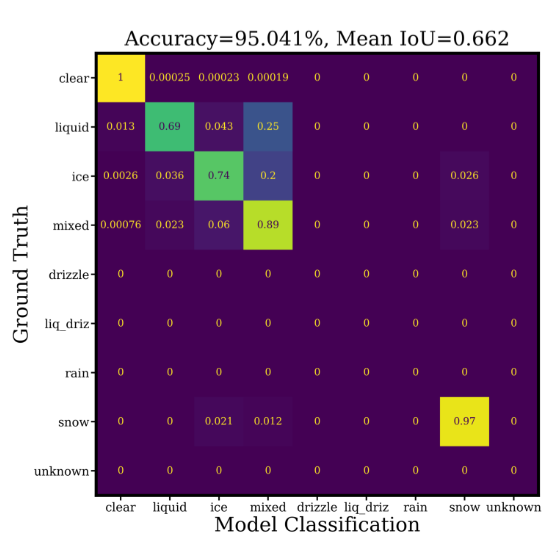 Accuracy=95.041%, Mean IoU=0.662
clear 1 0.00025 0.00023 0.00019 0 0 0 0 0
liquid 0.013 0.69 0.043 0.25 0 0 0 0 0
ice 0.0026 0.036 0.74 0.2 0 0 0 0.026 0
mixed 0.00076 0.023 0.06 0.89 0 0 0 0.023 0
drizzle 0 0 0 0 0 0 0 0 0
liq_driz 0 0 0 0 0 0 0 0 0
rain 0 0 0 0 0 0 0 0 0
snow 0 0 0.021 0.012 0 0 0 0.97 0
unknown 0 0 0 0 0 0 0 0 0
Ground Truth
clear liquid ice mixed drizzle liq_driz rain snow unknown
Model Classification